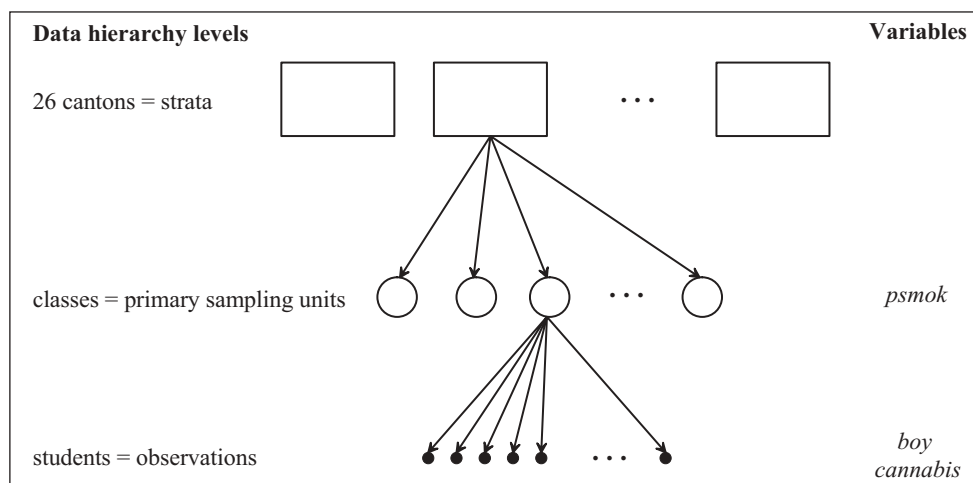 Data hierarchy levels Variables
26 cantons = strata
classes = primary sampling units psmok
students = observations boy
cannabis